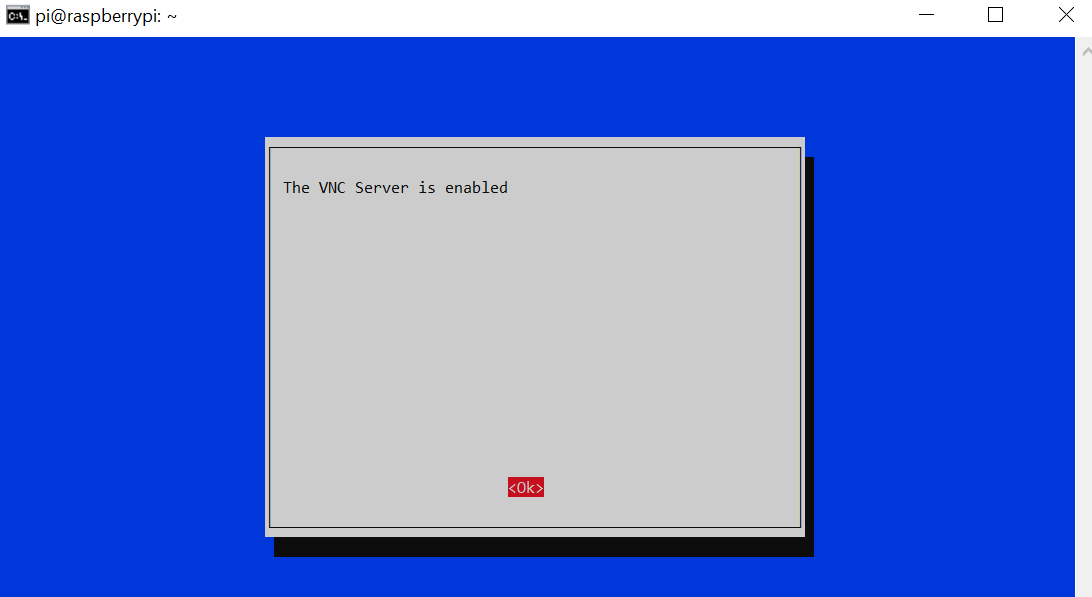 pi@raspberrypi: ~
The VNC Server is enabled
<Ok>